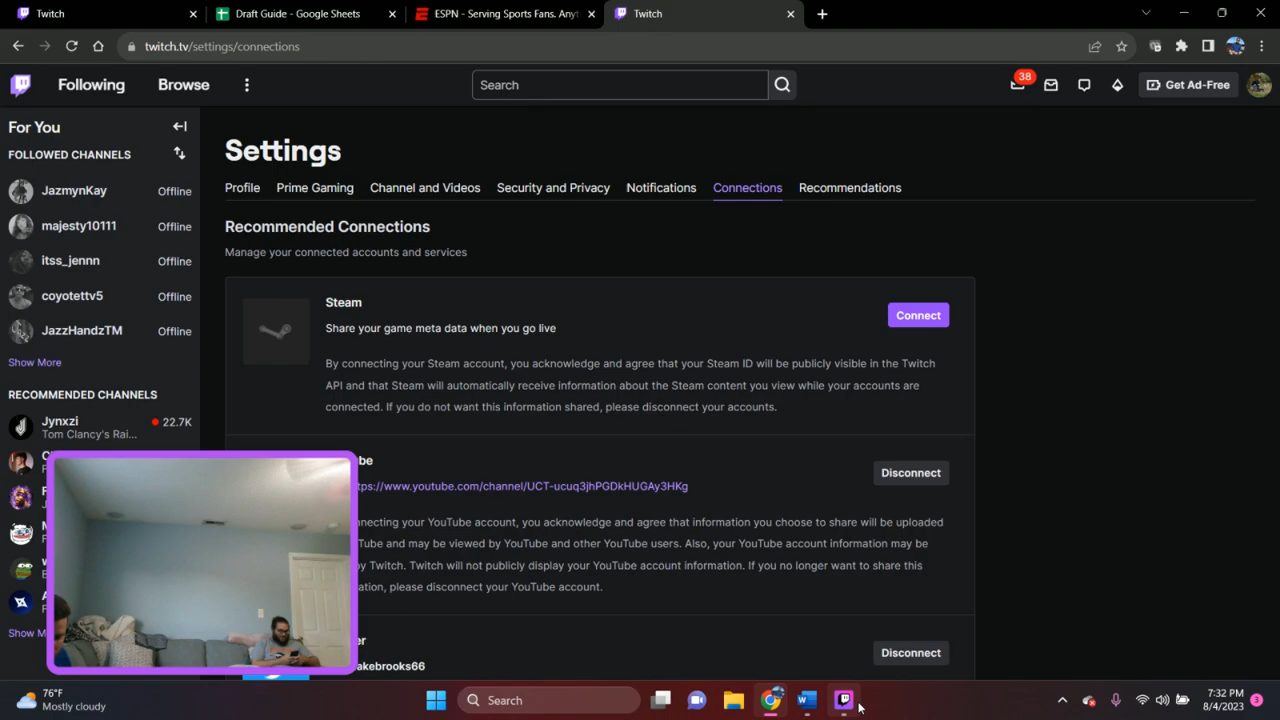 Twitch
Draft Guide - Google Sheets
ESPN - Serving Sports Fans. Anyt
Twitch
twitch.tv/settings/connections
Following
Browse
Search
38
Get Ad-Free
For You
FOLLOWED CHANNELS
JazmynKay
Offline
majesty10111
Offline
itss_jennn
Offline
coyotettv5
Offline
JazzHandzTM
Offline
Show More
RECOMMENDED CHANNELS
Jynxzi
22.7K
Tom Clancy's Rai...
Settings
Profile
Prime Gaming
Channel and Videos
Security and Privacy
Notifications
Connections
Recommendations
Recommended Connections
Manage your connected accounts and services
Steam
Share your game meta data when you go live
Connect
By connecting your Steam account, you acknowledge and agree that your Steam ID will be publicly visible in the Twitch
API and that Steam will automatically receive information about the Steam content you view while your accounts are
connected. If you do not want this information shared, please disconnect your accounts.
be
Disconnect
tps://www.youtube.com/channel/UCT-ucuq3jhPGDkHUGAy3HKg
nnecting your YouTube account, you acknowledge and agree that information you choose to share will be uploaded
Tube and may be viewed by YouTube and other YouTube users. Also, your YouTube account information may be
by Twitch. Twitch will not publicly display your YouTube account information. If you no longer want to share this
ation, please disconnect your YouTube account.
er
Disconnect
akebrooks66
Show M
76°F
Mostly cloudy
Search
7:32 PM
8/4/2023
3